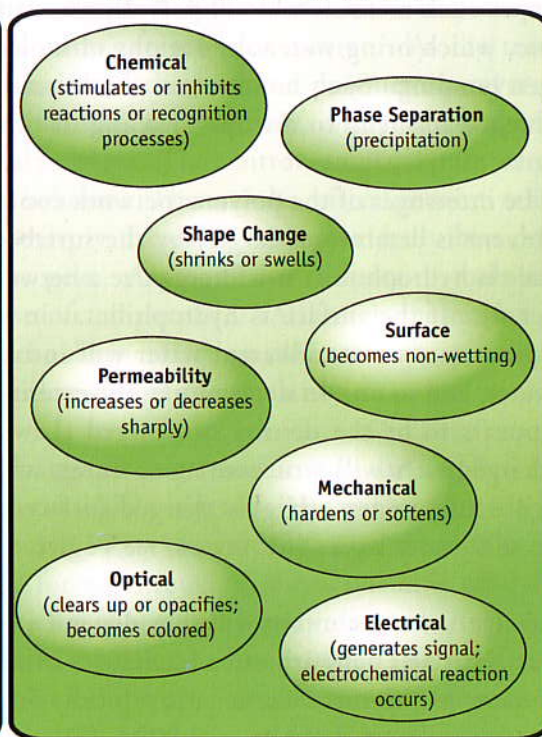 Chemical
(stimulates or inhibits
reactions or recognition
processes)
Phase Separation
(precipitation)
Shape Change
(shrinks or swells)
Surface
(becomes non-wetting)
Permeability
(increases or decreases
sharply)
Mechanical
(hardens or softens)
Optical
(clears up or opacifies;
becomes colored)
Electrical
(generates signal;
electrochemical reaction
occurs)